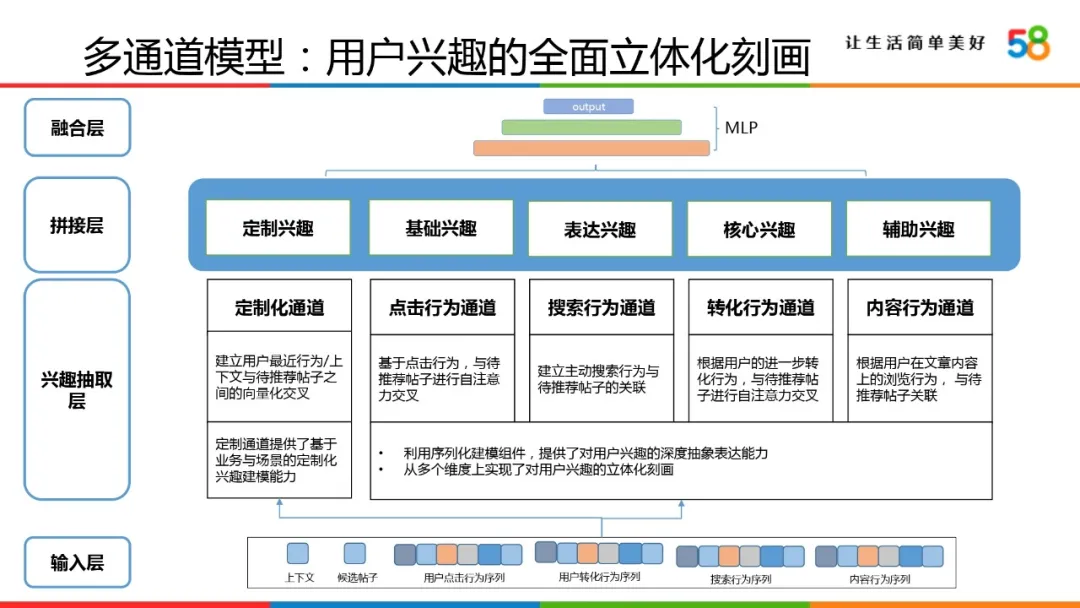 多通道模型：用户兴趣的全面立体化刻画
让生活简单美好
58
融合层
output
MLP
拼接层
定制兴趣
基础兴趣
表达兴趣
核心兴趣
辅助兴趣
兴趣抽取
层
定制化通道
点击行为通道
搜索行为通道
转化行为通道
内容行为通道
建立用户最近行为/上
下文与待推荐帖子之
间的向量化交叉
基于点击行为，与待
推荐帖子进行自注意
力交叉
建立主动搜索行为与
待推荐帖子的关联
根据用户的进一步转
化行为，与待推荐帖
子进行自注意力交叉
根据用户在文章内容
上的浏览行为， 与待
推荐帖子关联
定制通道提供了基于
业务与场景的定制化
兴趣建模能力
• 利用序列化建模组件，提供了对用户兴趣的深度抽象表达能力
• 从多个维度上实现了对用户兴趣的立体化刻画
输入层
上下文
候选帖子
用户点击行为序列
用户转化行为序列
搜索行为序列
内容行为序列